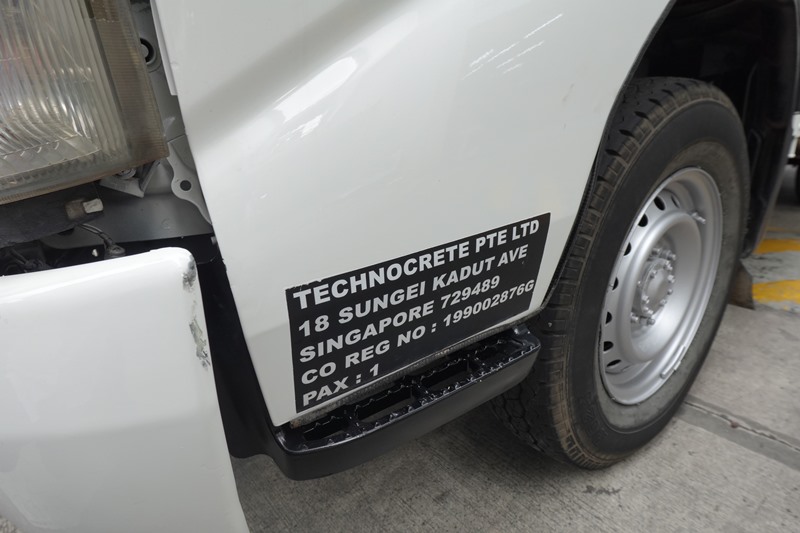 TECHNOCRETE PTE LTD
18 SUNGEI KADUT AVE
SINGAPORE 729489
CO REG NO : 199002876G
PAX : 1